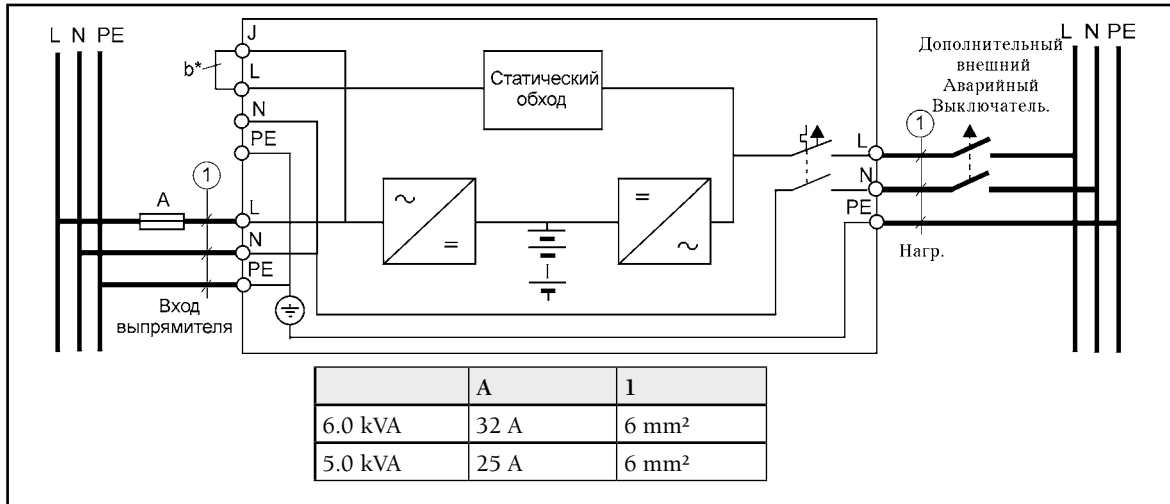 L N PE
J
b*
L
N
PE
Статический
обход
Дополнительный
внешний
Аварийный
Выключатель.
L N PE
1
L
N
PE
Нагр.
A
1
L
N
PE
Вход
выпрямителя
~
=
=
~
A 1
6.0 kVA 32 A 6 mm²
5.0 kVA 25 A 6 mm²